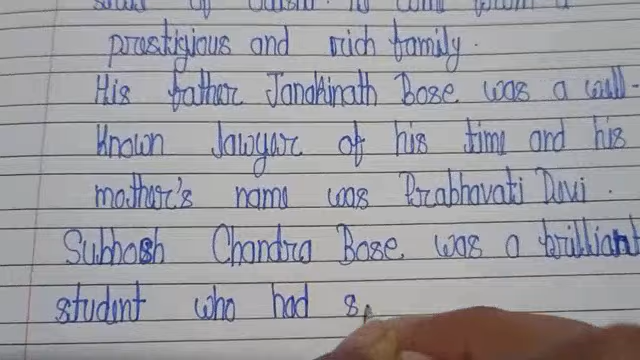 prestigious and rich family.
His father Janakinath Bose was a well-
known lawyar of his time and his
mother's name was Prabhavati Devi.
Subhash Chandra Bose was a brilliant
student who had